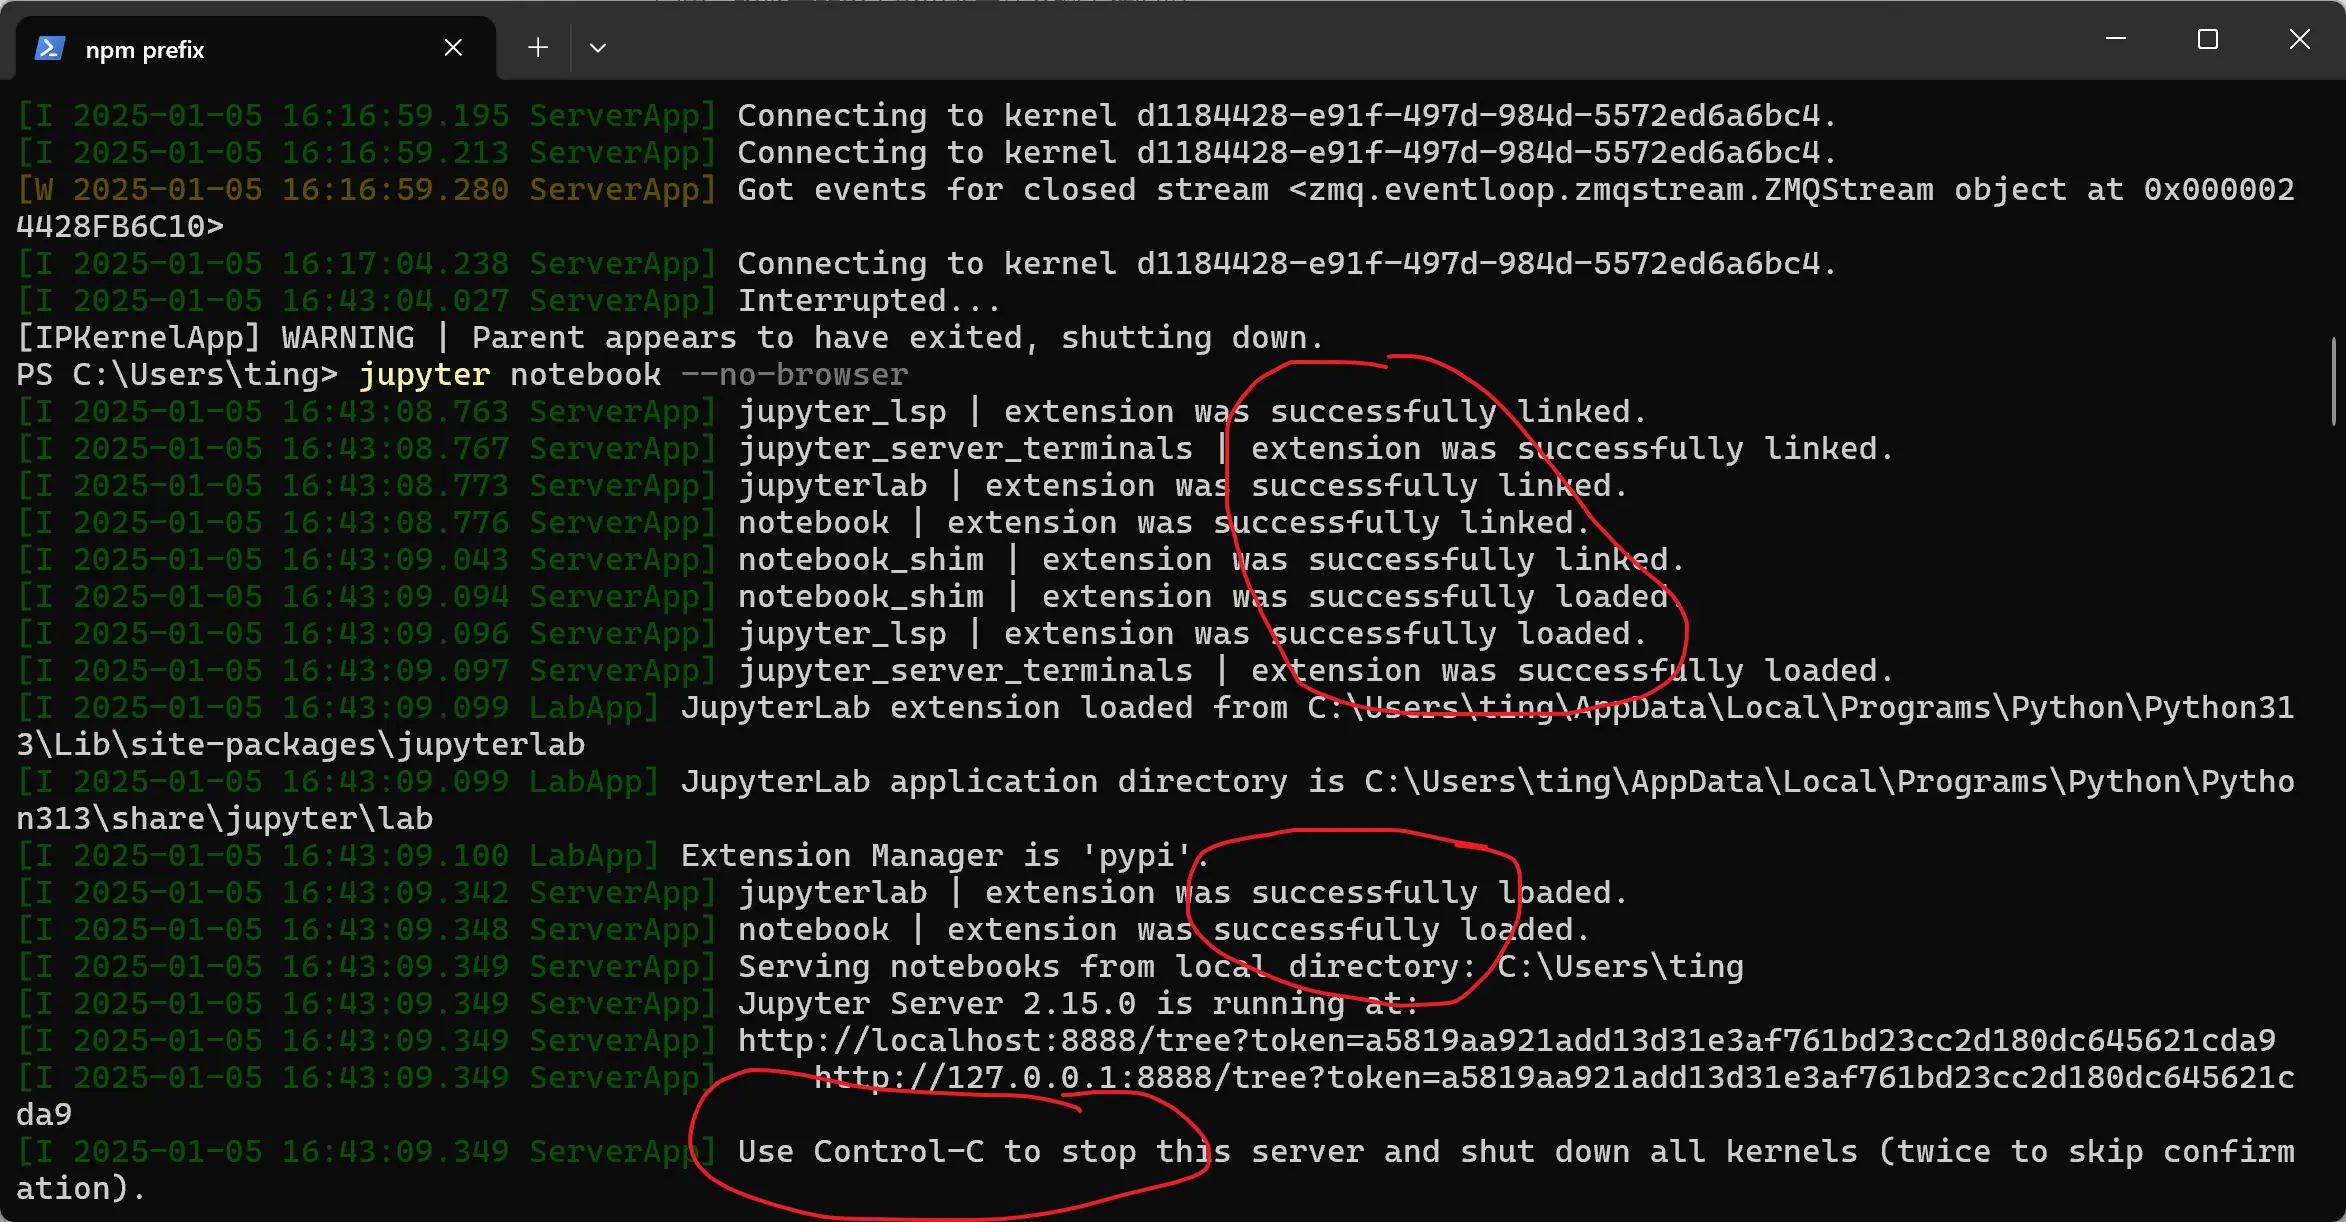 npm prefix
[I 2025-01-05 16:16:59.195 ServerApp] Connecting to kernel d1184428-e91f-497d-984d-5572ed6a6bc4.
[I 2025-01-05 16:16:59.213 ServerApp] Connecting to kernel d1184428-e91f-497d-984d-5572ed6a6bc4.
[W 2025-01-05 16:16:59.280 ServerApp] Got events for closed stream <zmq.eventloop.zmqstream.ZMQStream object at 0x000002
4428FB6C10>
[I 2025-01-05 16:17:04.238 ServerApp] Connecting to kernel d1184428-e91f-497d-984d-5572ed6a6bc4.
[I 2025-01-05 16:43:04.027 ServerApp] Interrupted...
[IPKernelApp] WARNING | Parent appears to have exited, shutting down.
PS C:\Users\ting> jupyter notebook --no-browser
[I 2025-01-05 16:43:08.763 ServerApp] jupyter_lsp | extension was successfully linked.
[I 2025-01-05 16:43:08.767 ServerApp] jupyter_server_terminals | extension was successfully linked.
[I 2025-01-05 16:43:08.773 ServerApp] jupyterlab | extension was successfully linked.
[I 2025-01-05 16:43:08.776 ServerApp] notebook | extension was successfully linked.
[I 2025-01-05 16:43:09.043 ServerApp] notebook_shim | extension was successfully linked.
[I 2025-01-05 16:43:09.094 ServerApp] notebook_shim | extension was successfully loaded.
[I 2025-01-05 16:43:09.096 ServerApp] jupyter_lsp | extension was successfully loaded.
[I 2025-01-05 16:43:09.097 ServerApp] jupyter_server_terminals | extension was successfully loaded.
[I 2025-01-05 16:43:09.099 LabApp] JupyterLab extension loaded from C:\Users\ting\AppData\Local\Programs\Python\Python31
3\Lib\site-packages\jupyterlab
[I 2025-01-05 16:43:09.099 LabApp] JupyterLab application directory is C:\Users\ting\AppData\Local\Programs\Python\Pytho
n313\share\jupyter\lab
[I 2025-01-05 16:43:09.100 LabApp] Extension Manager is 'pypi'.
[I 2025-01-05 16:43:09.342 ServerApp] jupyterlab | extension was successfully loaded.
[I 2025-01-05 16:43:09.348 ServerApp] notebook | extension was successfully loaded.
[I 2025-01-05 16:43:09.349 ServerApp] Serving notebooks from local directory: C:\Users\ting
[I 2025-01-05 16:43:09.349 ServerApp] Jupyter Server 2.15.0 is running at:
[I 2025-01-05 16:43:09.349 ServerApp] http://localhost:8888/tree?token=a5819aa921add13d31e3af761bd23cc2d180dc645621cda9
[I 2025-01-05 16:43:09.349 ServerApp]     http://127.0.0.1:8888/tree?token=a5819aa921add13d31e3af761bd23cc2d180dc645621c
da9
[I 2025-01-05 16:43:09.349 ServerApp] Use Control-C to stop this server and shut down all kernels (twice to skip confirm
ation).